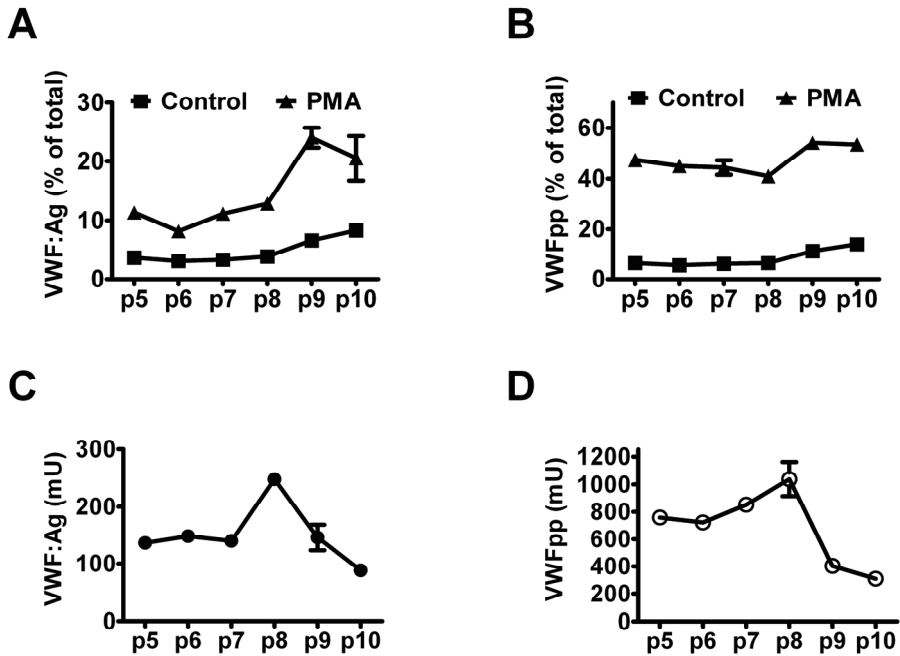 A
VWF:Ag (% of total)
Control PMA
30
20
10
0
p5 p6 p7 p8 p9 p10
B
VWFpp (% of total)
Control PMA
60
40
20
0
p5 p6 p7 p8 p9 p10
C
VWF:Ag (mU)
300
200
100
0
p5 p6 p7 p8 p9 p10
D
VWFpp (mU)
1200
1000
800
600
400
200
0
p5 p6 p7 p8 p9 p10